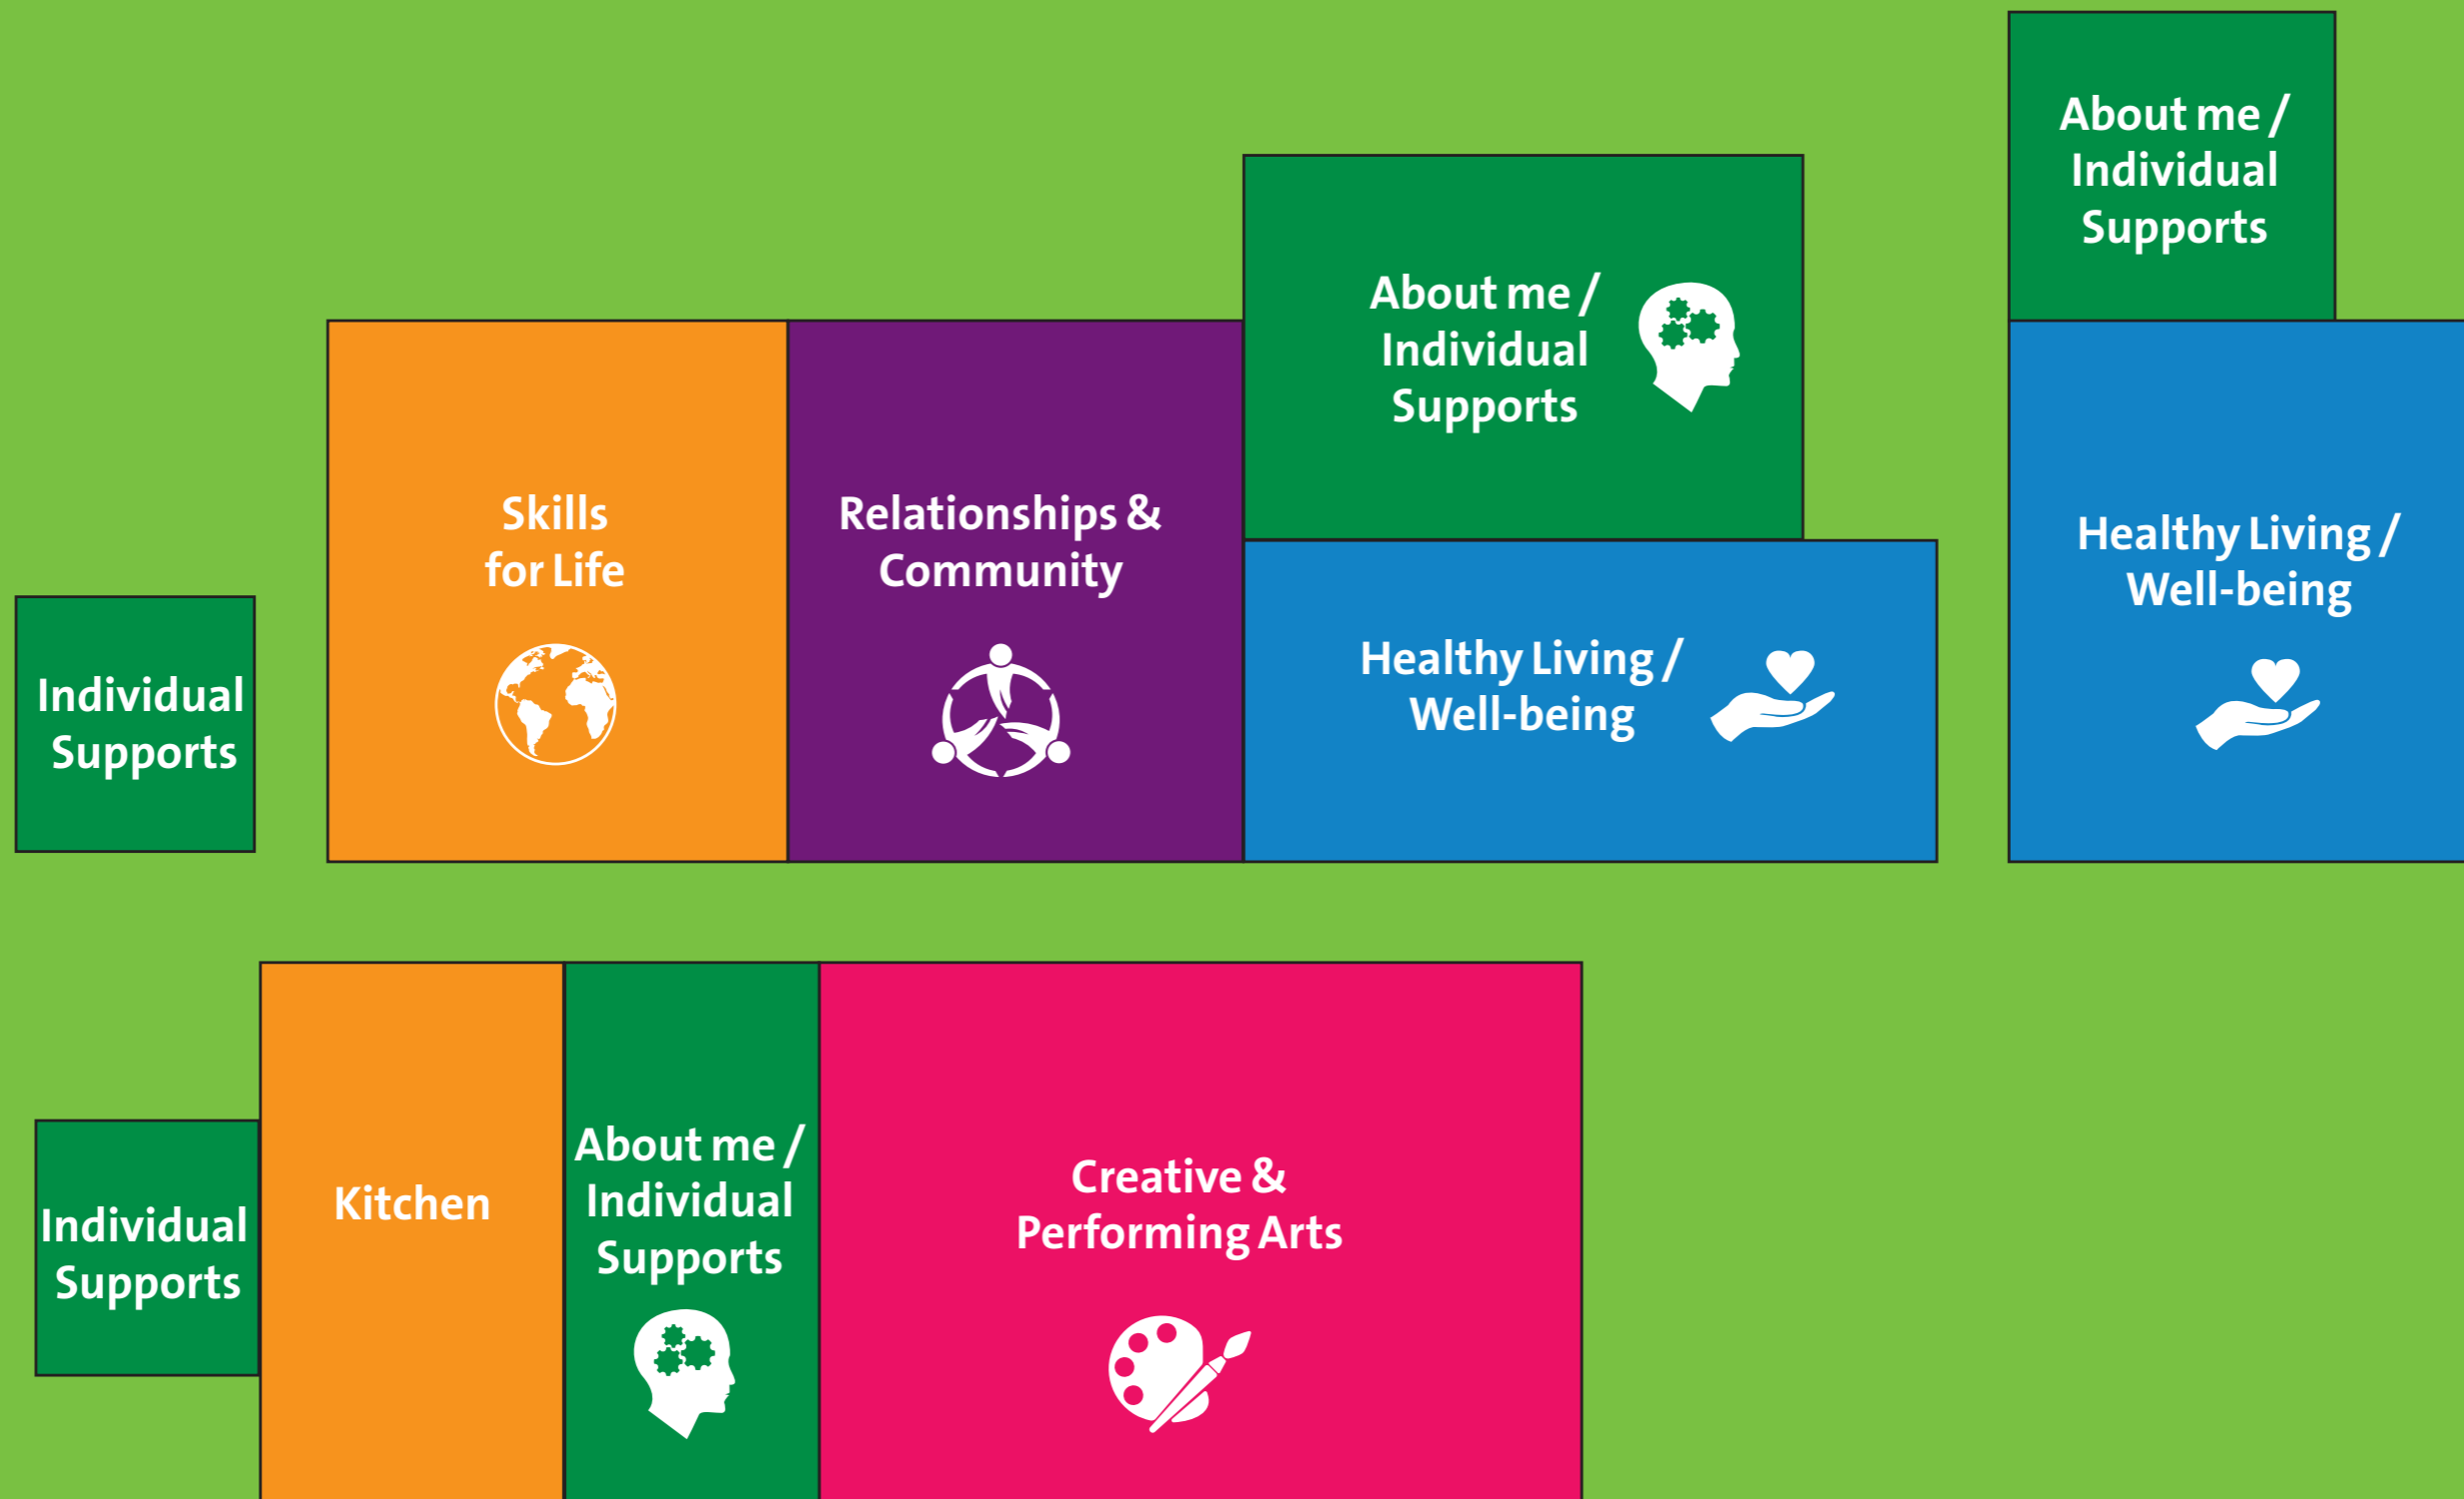 About me /
Individual
Supports
About me /
Individual
Supports
Skills
for Life
Relationships &
Community
Healthy Living /
Well-being
Healthy Living /
Well-being
Individual
Supports
Individual
Supports
Kitchen
About me /
Individual
Supports
Creative &
Performing Arts